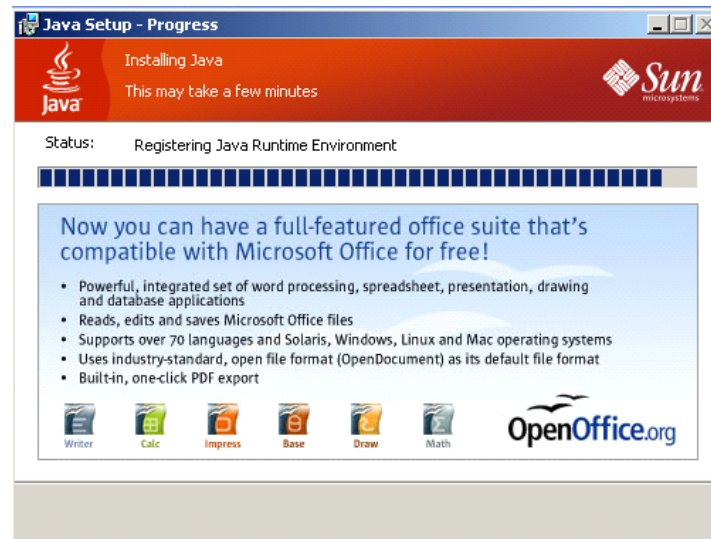 Java Setup - Progress
Java
Installing Java
This may take a few minutes
Sun
microsystems
Status: Registering Java Runtime Environment
Now you can have a full-featured office suite that's
compatible with Microsoft Office for free!
• Powerful, integrated set of word processing, spreadsheet, presentation, drawing
and database applications
• Reads, edits and saves Microsoft Office files
• Supports over 70 languages and Solaris, Windows, Linux and Mac operating systems
• Uses industry-standard, open file format (OpenDocument) as its default file format
• Built-in, one-click PDF export
Writer Calc Impress Base Draw Math
OpenOffice.org